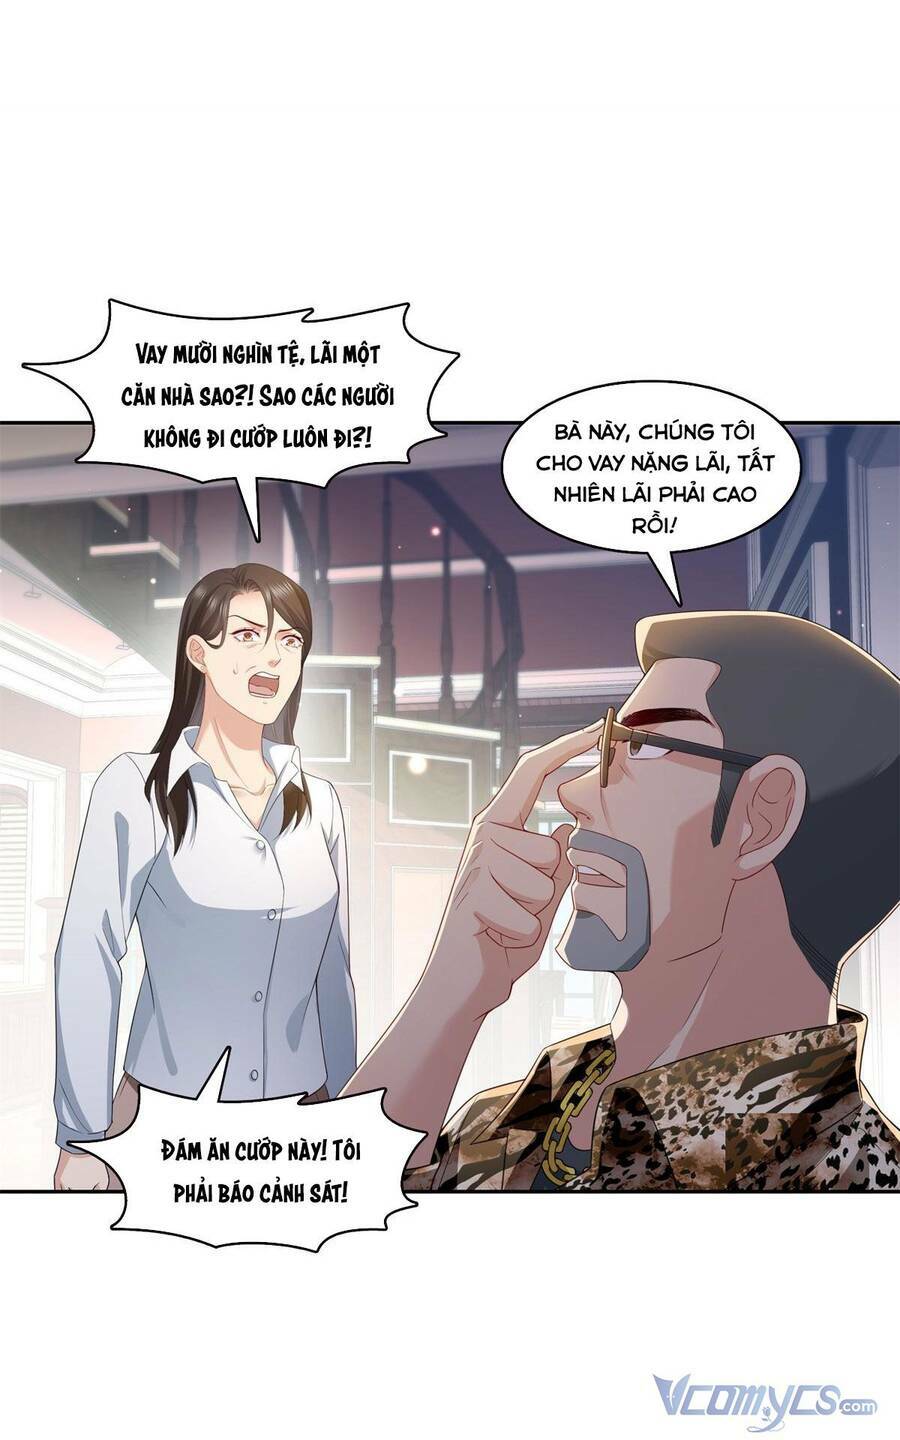 VAY MƯỜI NGHÌN TỆ, LÃI MỘT
CĂN NHÀ SAO?! SAO CÁC NGƯỜI
KHÔNG ĐI CƯỚP LUÔN ĐI?!
BÀ NÀY, CHÚNG TÔI
CHO VAY NẶNG LÃI, TẤT
NHIÊN LÃI PHẢI CAO
RỒI!
ĐÁM ĂN CƯỚP NÀY! TÔI
PHẢI BÁO CẢNH SÁT!
VCOMYCS.com